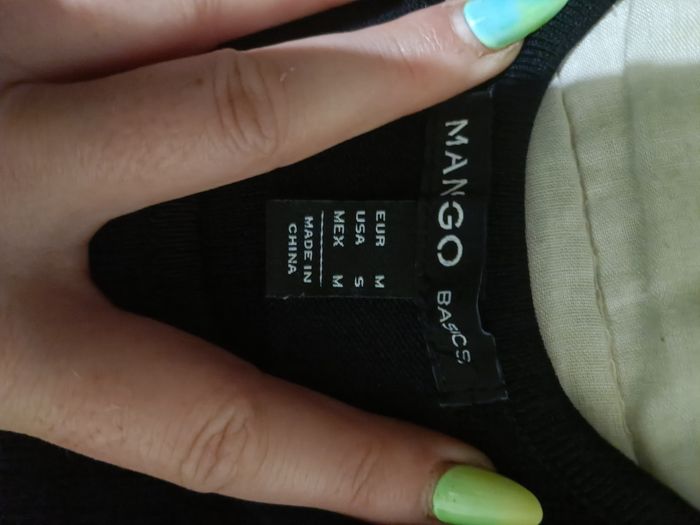 MANGO BASICS
EUR M
USA S
MEX M
MADE IN
CHINA